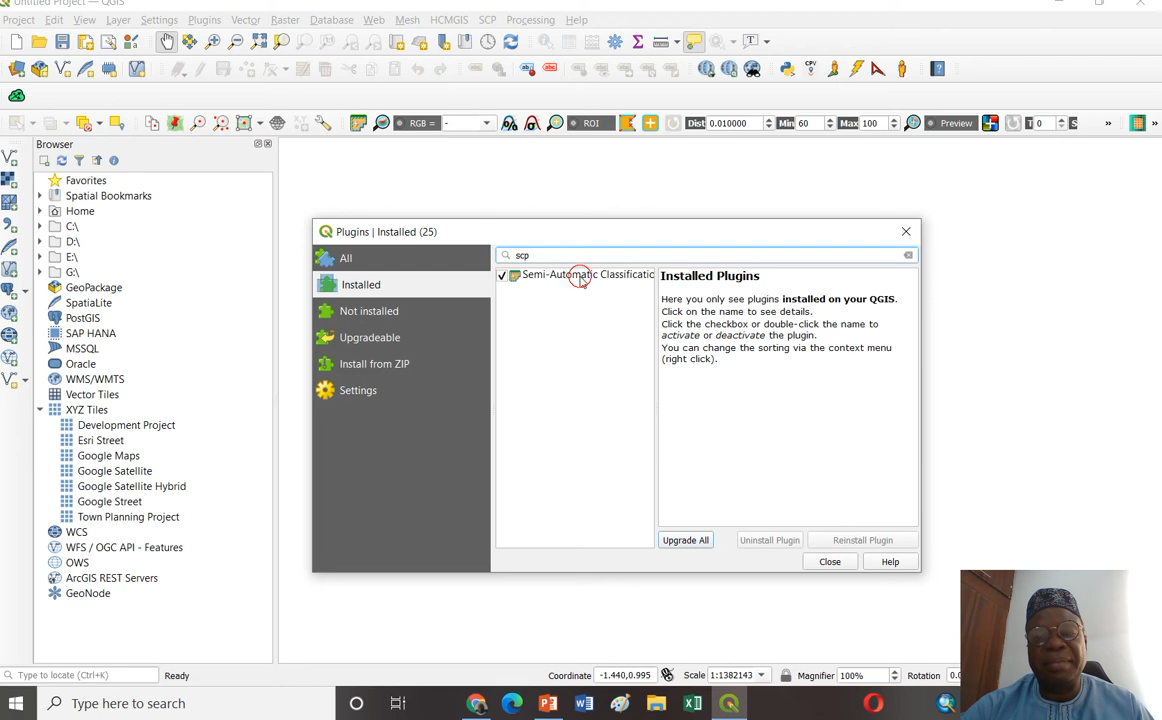 Untitled Project — QGIS
Project Edit View Layer Settings Plugins Vector Raster Database Web Mesh HCMGIS SCP Processing Help
RGB = - ROI Dist 0.010000 Min 60 Max 100 Preview T 0 S » »
Browser
Favorites
Spatial Bookmarks
Home
C:\
D:\
E:\
G:\
GeoPackage
SpatiaLite
PostGIS
SAP HANA
MSSQL
Oracle
WMS/WMTS
Vector Tiles
XYZ Tiles
Development Project
Esri Street
Google Maps
Google Satellite
Google Satellite Hybrid
Google Street
Town Planning Project
WCS
WFS / OGC API - Features
OWS
ArcGIS REST Servers
GeoNode
Plugins | Installed (25)
All
Installed
Not installed
Upgradeable
Install from ZIP
Settings
scp
Semi-Automatic Classificatio
Installed Plugins
Here you only see plugins installed on your QGIS.
Click on the name to see details.
Click the checkbox or double-click the name to
activate or deactivate the plugin.
You can change the sorting via the context menu
(right click).
Upgrade All Uninstall Plugin Reinstall Plugin
Close Help
Type to locate (Ctrl+K) Ready Coordinate -1.440,0.995 Scale 1:1382143 Magnifier 100% Rotation 0.0
Type here to search